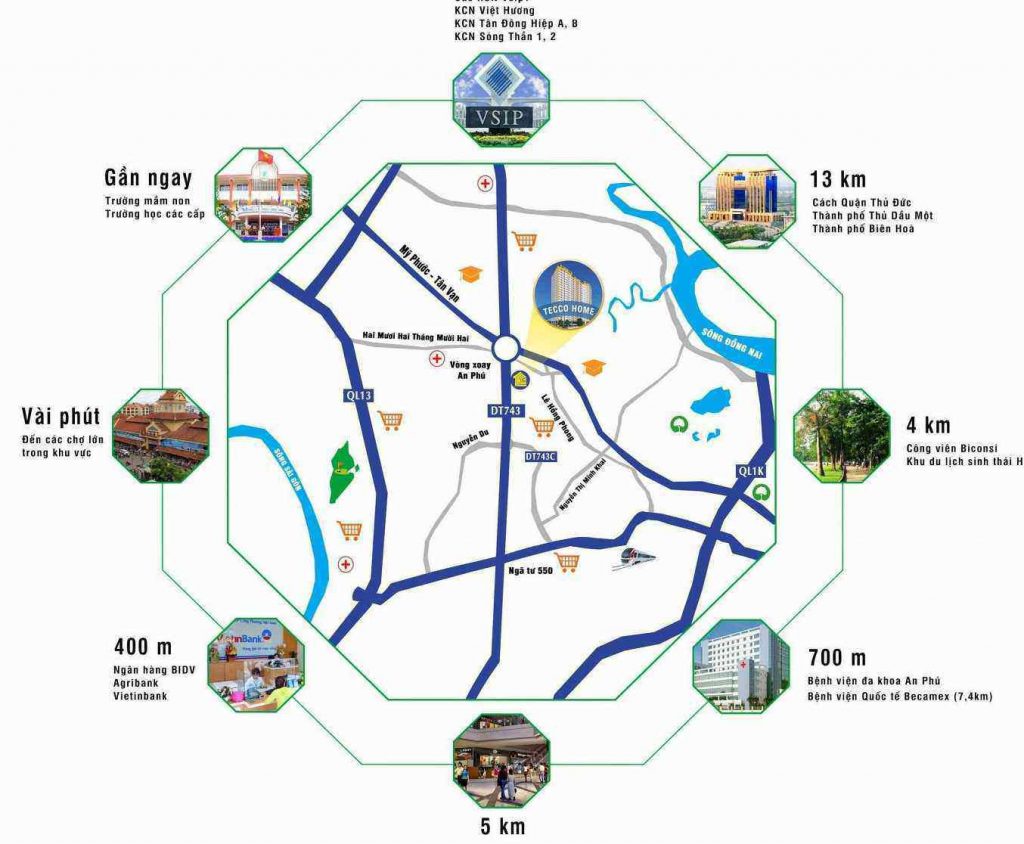 KCN Việt Hương
KCN Tân Đông Hiệp A, B
KCN Sóng Thần 1, 2
VSIP
Gần ngay
Trường mầm non
Trường học các cấp
13 km
Cách Quận Thủ Đức
Thành phố Thủ Dầu Một
Thành phố Biên Hoà
Mỹ Phước - Tân Vạn
TECCO HOME
SÔNG ĐỒNG NAI
Hai Mươi Hai Tháng Mười Hai
Vòng xoay
An Phú
QL13
DT743
Lê Hồng Phong
Nguyễn Du
DT743C
Nguyễn Thị Minh Khai
QL1K
SÔNG SÀI GÒN
Vài phút
Đến các chợ lớn
trong khu vực
4 km
Công viên Biconsi
Khu du lịch sinh thái H
Ngã tư 550
400 m
Ngân hàng BIDV
Agribank
Vietinbank
inBank
700 m
Bệnh viện đa khoa An Phú
Bệnh viện Quốc tế Becamex (7,4km)
5 km